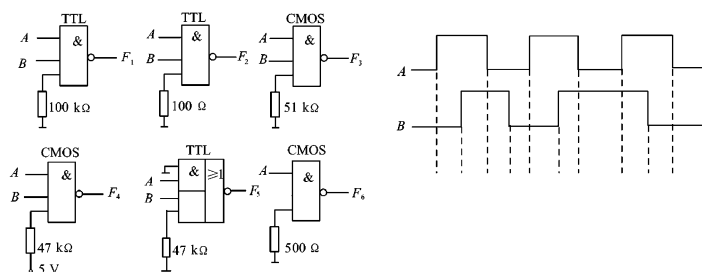 TTL TTL CMOS
A & F₁ A & F₂ A & F₃
B B B
100 kΩ 100 Ω 51 kΩ
CMOS TTL CMOS
A & F₄ A & ≥1 F₅ A & F₆
B B
47 kΩ 47 kΩ 500 Ω
5 V
A
B